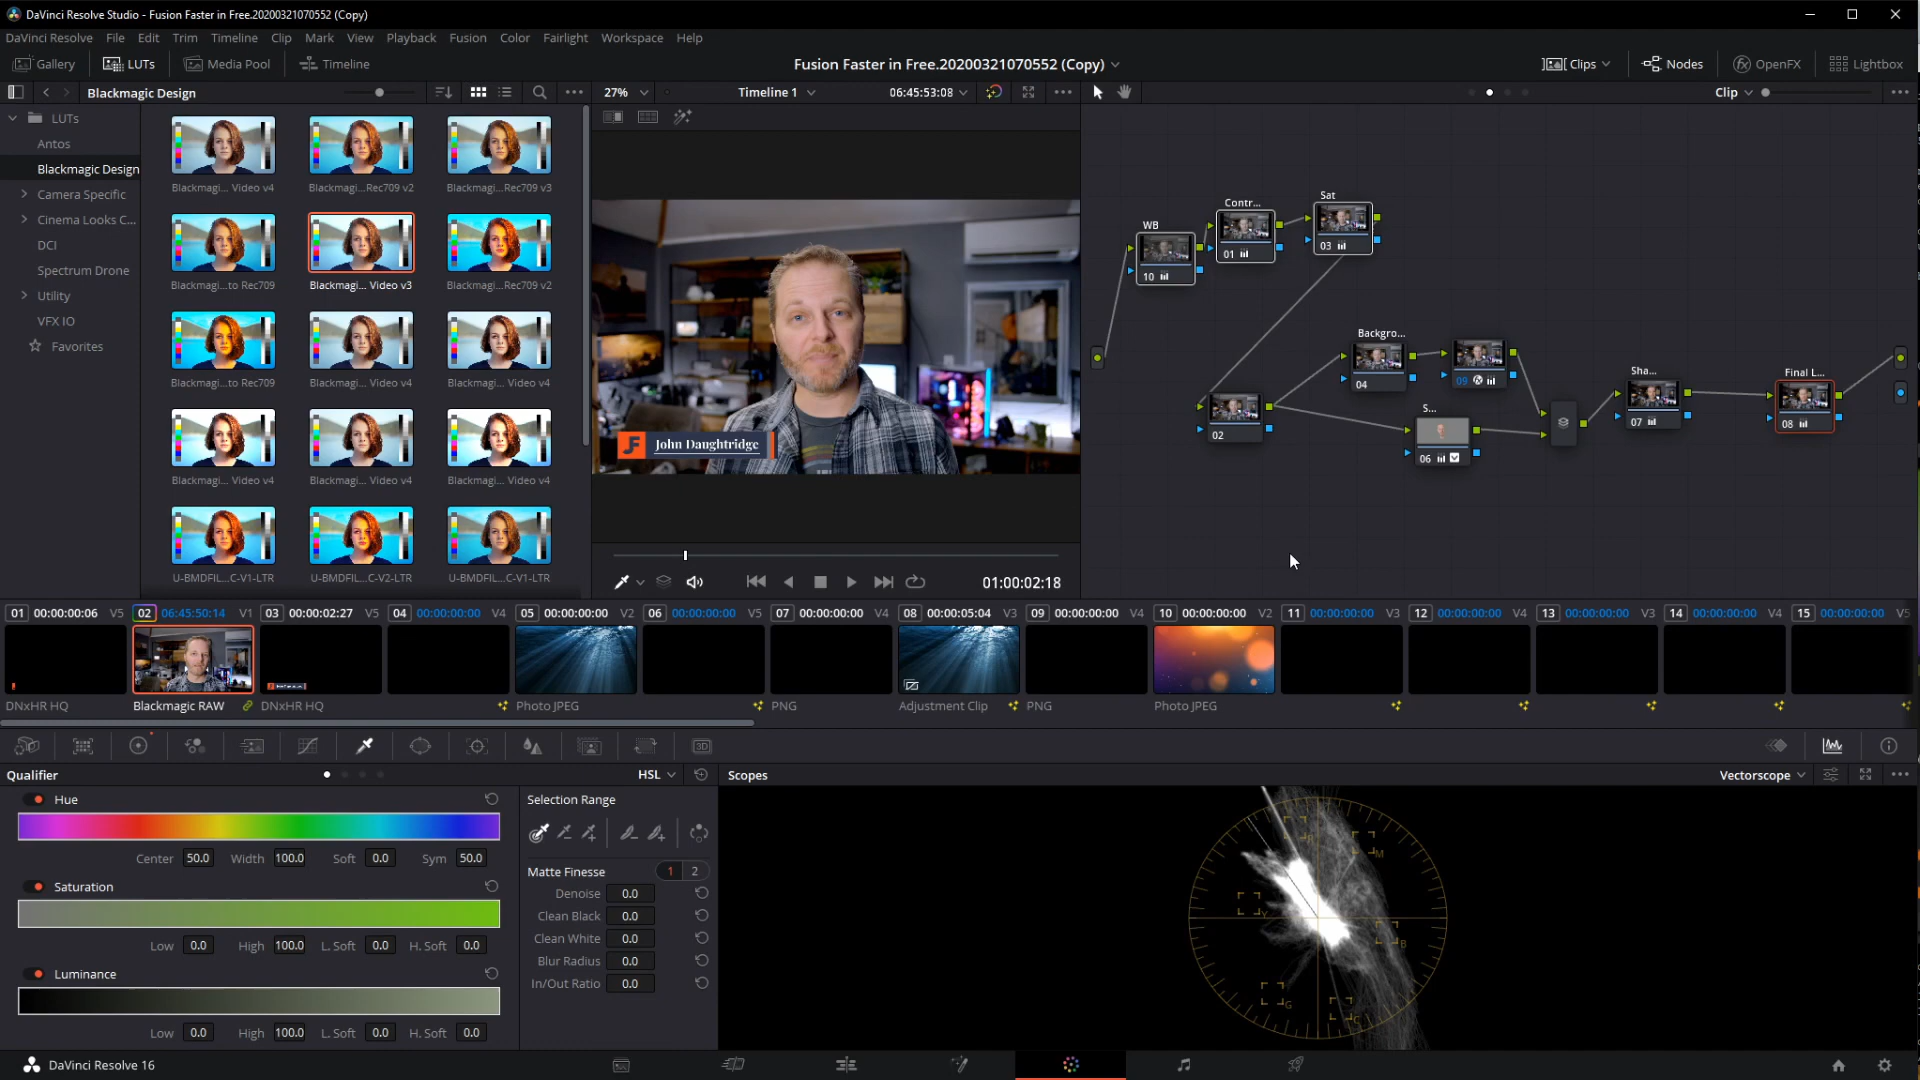 DaVinci Resolve Studio - Fusion Faster in Free.20200321070552 (Copy)
DaVinci Resolve File Edit Trim Timeline Clip Mark View Playback Fusion Color Fairlight Workspace Help
Gallery LUTs Media Pool Timeline Fusion Faster in Free.20200321070552 (Copy) Clips Nodes OpenFX Lightbox
Blackmagic Design 27% Timeline 1 06:45:53:08 Clip
LUTs
Antos
Blackmagic Design
Camera Specific
Cinema Looks C...
DCI
Spectrum Drone
Utility
VFX IO
Favorites
Blackmagi... Video v4 Blackmagi...Rec709 v2 Blackmagi...Rec709 v3
Blackmag...to Rec709 Blackmagi... Video v3 Blackmagi...Rec709 v2
Blackmag...to Rec709 Blackmagi... Video v4 Blackmagi... Video v4
Blackmagi... Video v4 Blackmagi... Video v4 Blackmagi... Video v4
U-BMDFIL...C-V1-LTR U-BMDFIL...C-V2-LTR U-BMDFIL...C-V1-LTR
John Daughtridge
01:00:02:18
WB
10
Contr...
01
Sat
03
02
Backgro...
04
09
S...
06
Sha...
07
Final L...
08
01 00:00:00:06 V5 02 06:45:50:14 V1 03 00:00:02:27 V5 04 00:00:00:00 V4 05 00:00:00:00 V2 06 00:00:00:00 V5 07 00:00:00:00 V4 08 00:00:05:04 V3 09 00:00:00:00 V4 10 00:00:00:00 V2 11 00:00:00:00 V3 12 00:00:00:00 V4 13 00:00:00:00 V4 14 00:00:00:00 V4 15 00:00:00:00 V5
DNxHR HQ Blackmagic RAW DNxHR HQ Photo JPEG PNG Adjustment Clip PNG Photo JPEG
3D
Qualifier HSL
Hue
Center 50.0 Width 100.0 Soft 0.0 Sym 50.0
Saturation
Low 0.0 High 100.0 L. Soft 0.0 H. Soft 0.0
Luminance
Low 0.0 High 100.0 L. Soft 0.0 H. Soft 0.0
Selection Range
Matte Finesse 1 2
Denoise 0.0
Clean Black 0.0
Clean White 0.0
Blur Radius 0.0
In/Out Ratio 0.0
Scopes Vectorscope
R
M
Y
B
G
C
DaVinci Resolve 16